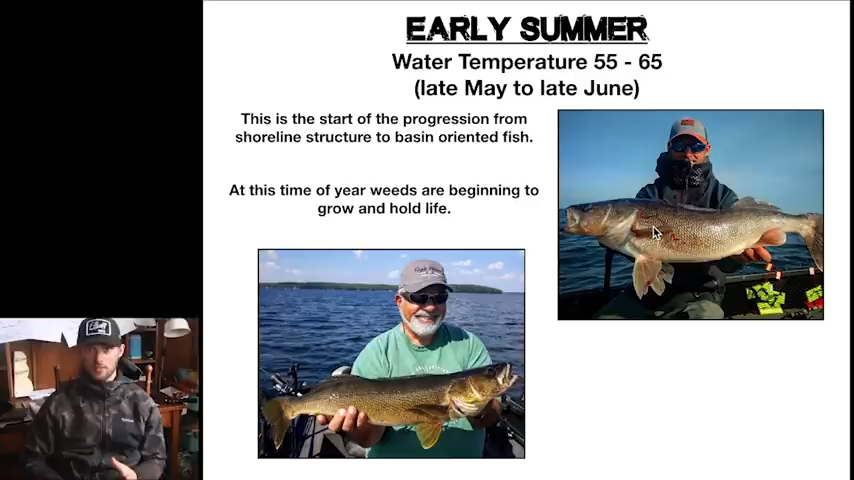 EARLY SUMMER
Water Temperature 55 - 65
(late May to late June)
This is the start of the progression from
shoreline structure to basin oriented fish.
At this time of year weeds are beginning to
grow and hold life.